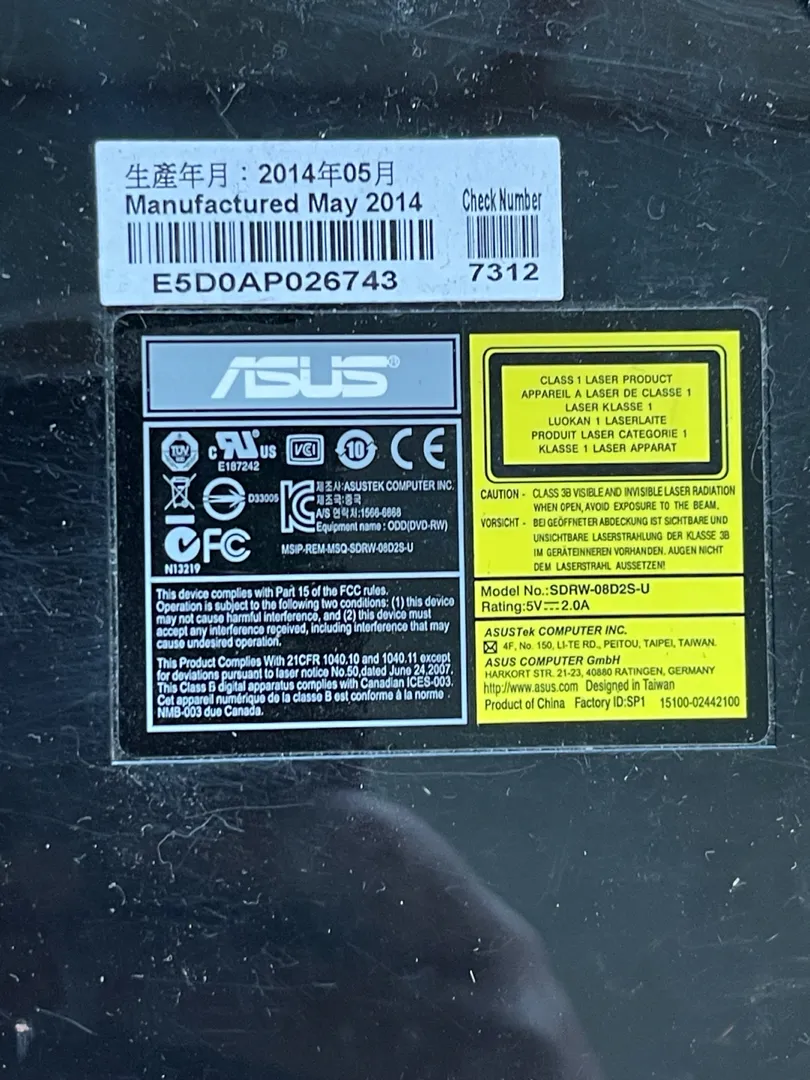 生產年月：2014年05月
Manufactured May 2014
E5D0AP026743
Check Number
7312
ASUS®
TÜV
c RU® US
E187242
VCI
10
CE
D33005
제조자:ASUSTEK COMPUTER INC.
제조국:중국
A/S 연락처:1566-6868
Equipment name : ODD(DVD-RW)
FC
N13219
MSIP-REM-MSQ-SDRW-08D2S-U
This device complies with Part 15 of the FCC rules.
Operation is subject to the following two conditions: (1) this device
may not cause harmful interference, and (2) this device must
accept any interference received, including interference that may
cause undesired operation.
This Product Complies With 21CFR 1040.10 and 1040.11 except
for deviations pursuant to laser notice No.50,dated June 24,2007.
This Class B digital apparatus complies with Canadian ICES-003.
Cet appareil numérique de la classe B est conforme à la norme
NMB-003 due Canada.
CLASS 1 LASER PRODUCT
APPAREIL A LASER DE CLASSE 1
LASER KLASSE 1
LUOKAN 1 LASERLAITE
PRODUIT LASER CATEGORIE 1
KLASSE 1 LASER APPARAT
CAUTION - CLASS 3B VISIBLE AND INVISIBLE LASER RADIATION
WHEN OPEN, AVOID EXPOSURE TO THE BEAM.
VORSICHT - BEI GEÖFFNETER ABDECKUNG IST SICHTBARE UND
UNSICHTBARE LASERSTRAHLUNG DER KLASSE 3B
IM GERÄTEINNEREN VORHANDEN. AUGEN NICHT
DEM LASERSTRAHL AUSSETZEN!
Model No.:SDRW-08D2S-U
Rating:5V⎓2.0A
ASUSTek COMPUTER INC.
4F, No. 150, LI-TE RD., PEITOU, TAIPEI, TAIWAN.
ASUS COMPUTER GmbH
HARKORT STR. 21-23, 40880 RATINGEN, GERMANY
http://www.asus.com Designed in Taiwan
Product of China Factory ID:SP1 15100-02442100